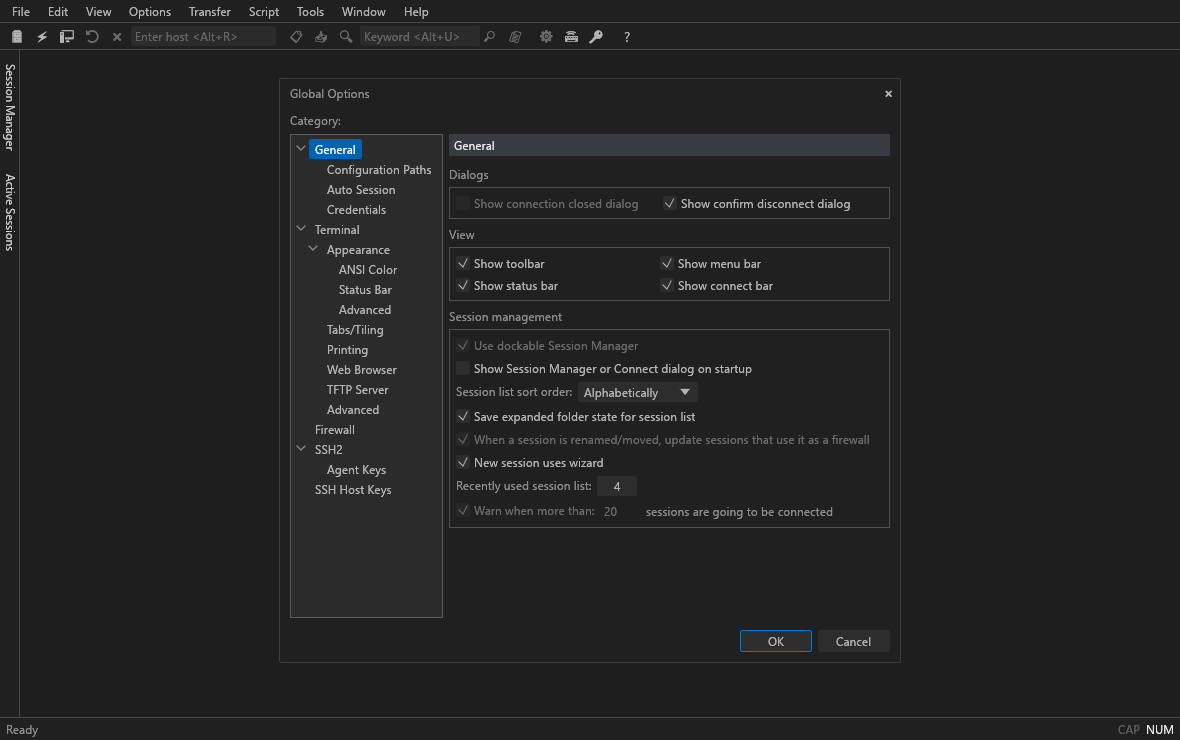 File Edit View Options Transfer Script Tools Window Help
Enter host <Alt+R> Keyword <Alt+U> ?
Session Manager
Active Sessions
Global Options
Category:
General
Configuration Paths
Auto Session
Credentials
Terminal
Appearance
ANSI Color
Status Bar
Advanced
Tabs/Tiling
Printing
Web Browser
TFTP Server
Advanced
Firewall
SSH2
Agent Keys
SSH Host Keys
General
Dialogs
Show connection closed dialog Show confirm disconnect dialog
View
Show toolbar Show menu bar
Show status bar Show connect bar
Session management
Use dockable Session Manager
Show Session Manager or Connect dialog on startup
Session list sort order: Alphabetically
Save expanded folder state for session list
When a session is renamed/moved, update sessions that use it as a firewall
New session uses wizard
Recently used session list: 4
Warn when more than: 20 sessions are going to be connected
OK Cancel
Ready CAP NUM